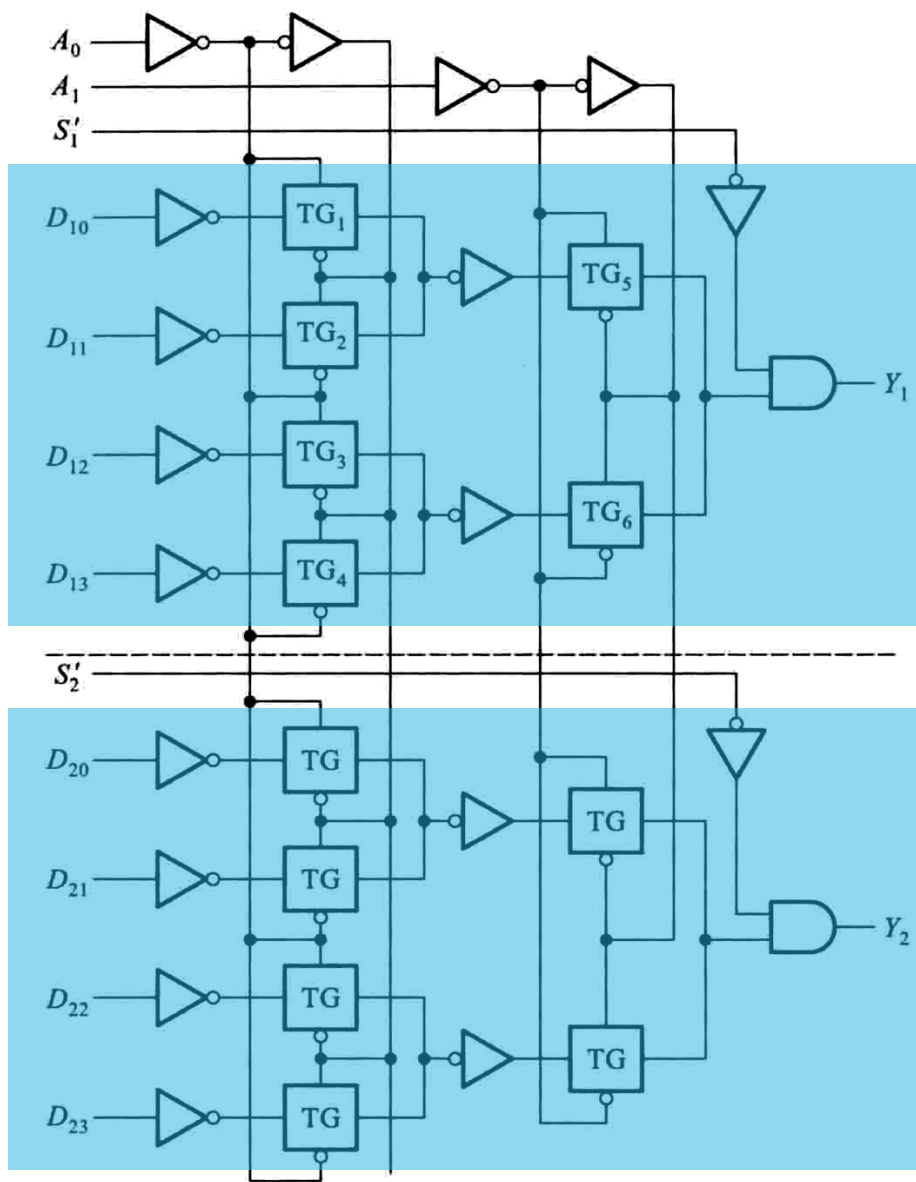 A₀
A₁
S₁′
D₁₀
TG₁
TG₅
D₁₁
TG₂
Y₁
D₁₂
TG₃
TG₆
D₁₃
TG₄
S₂′
D₂₀
TG
TG
D₂₁
TG
Y₂
D₂₂
TG
TG
D₂₃
TG